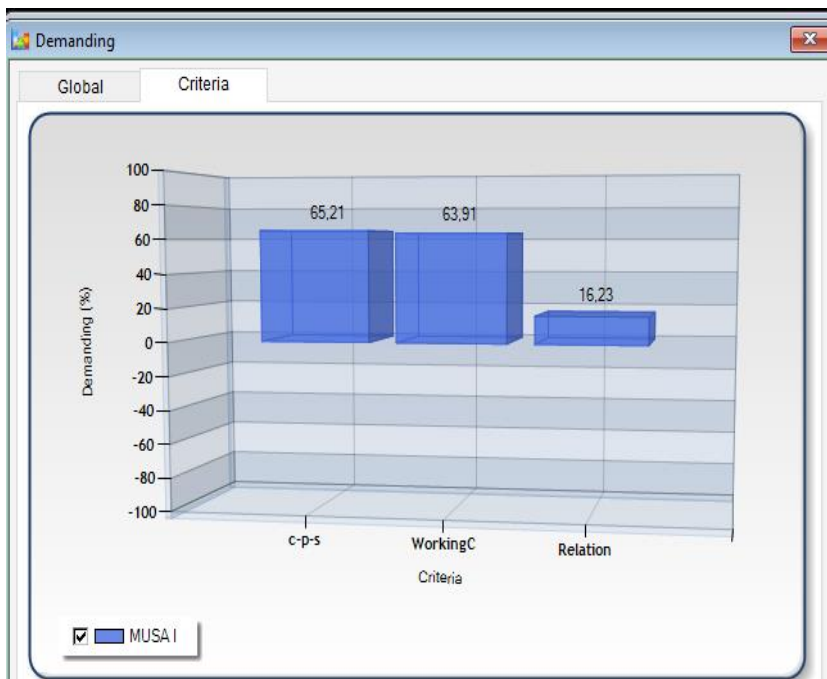 Demanding
Global
Criteria
100
80
60
40
20
0
-20
-40
-60
-80
-100
Demanding (%)
65,21
63,91
16,23
c-p-s
WorkingC
Relation
Criteria
MUSA I